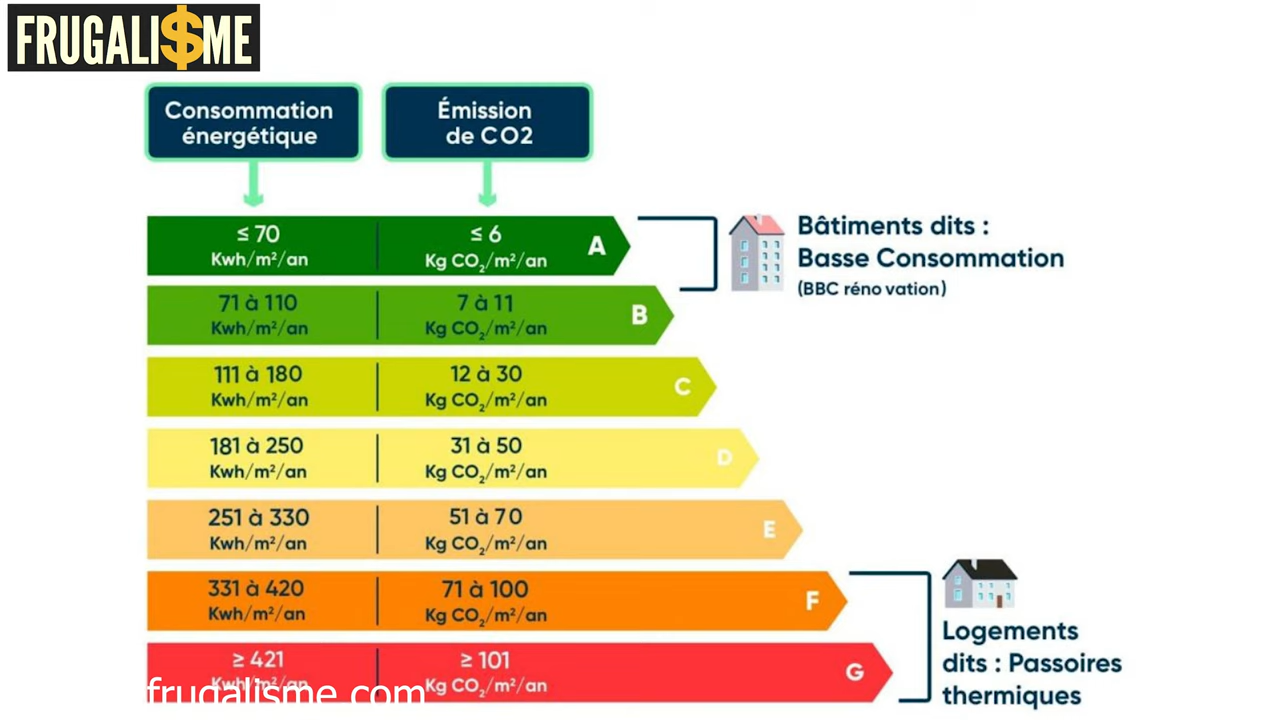 FRUGALI$ME
Consommation
énergétique
Émission
de CO2
≤ 70
Kwh/m²/an
≤ 6
Kg CO₂/m²/an
A
Bâtiments dits :
Basse Consommation
(BBC réno vation)
71 à 110
Kwh/m²/an
7 à 11
Kg CO₂/m²/an
B
111 à 180
Kwh/m²/an
12 à 30
Kg CO₂/m²/an
C
181 à 250
Kwh/m²/an
31 à 50
Kg CO₂/m²/an
D
251 à 330
Kwh/m²/an
51 à 70
Kg CO₂/m²/an
E
331 à 420
Kwh/m²/an
71 à 100
Kg CO₂/m²/an
F
≥ 421
Kwh/m²/an
≥ 101
Kg CO₂/m²/an
G
Logements
dits : Passoires
thermiques
frugalisme.com